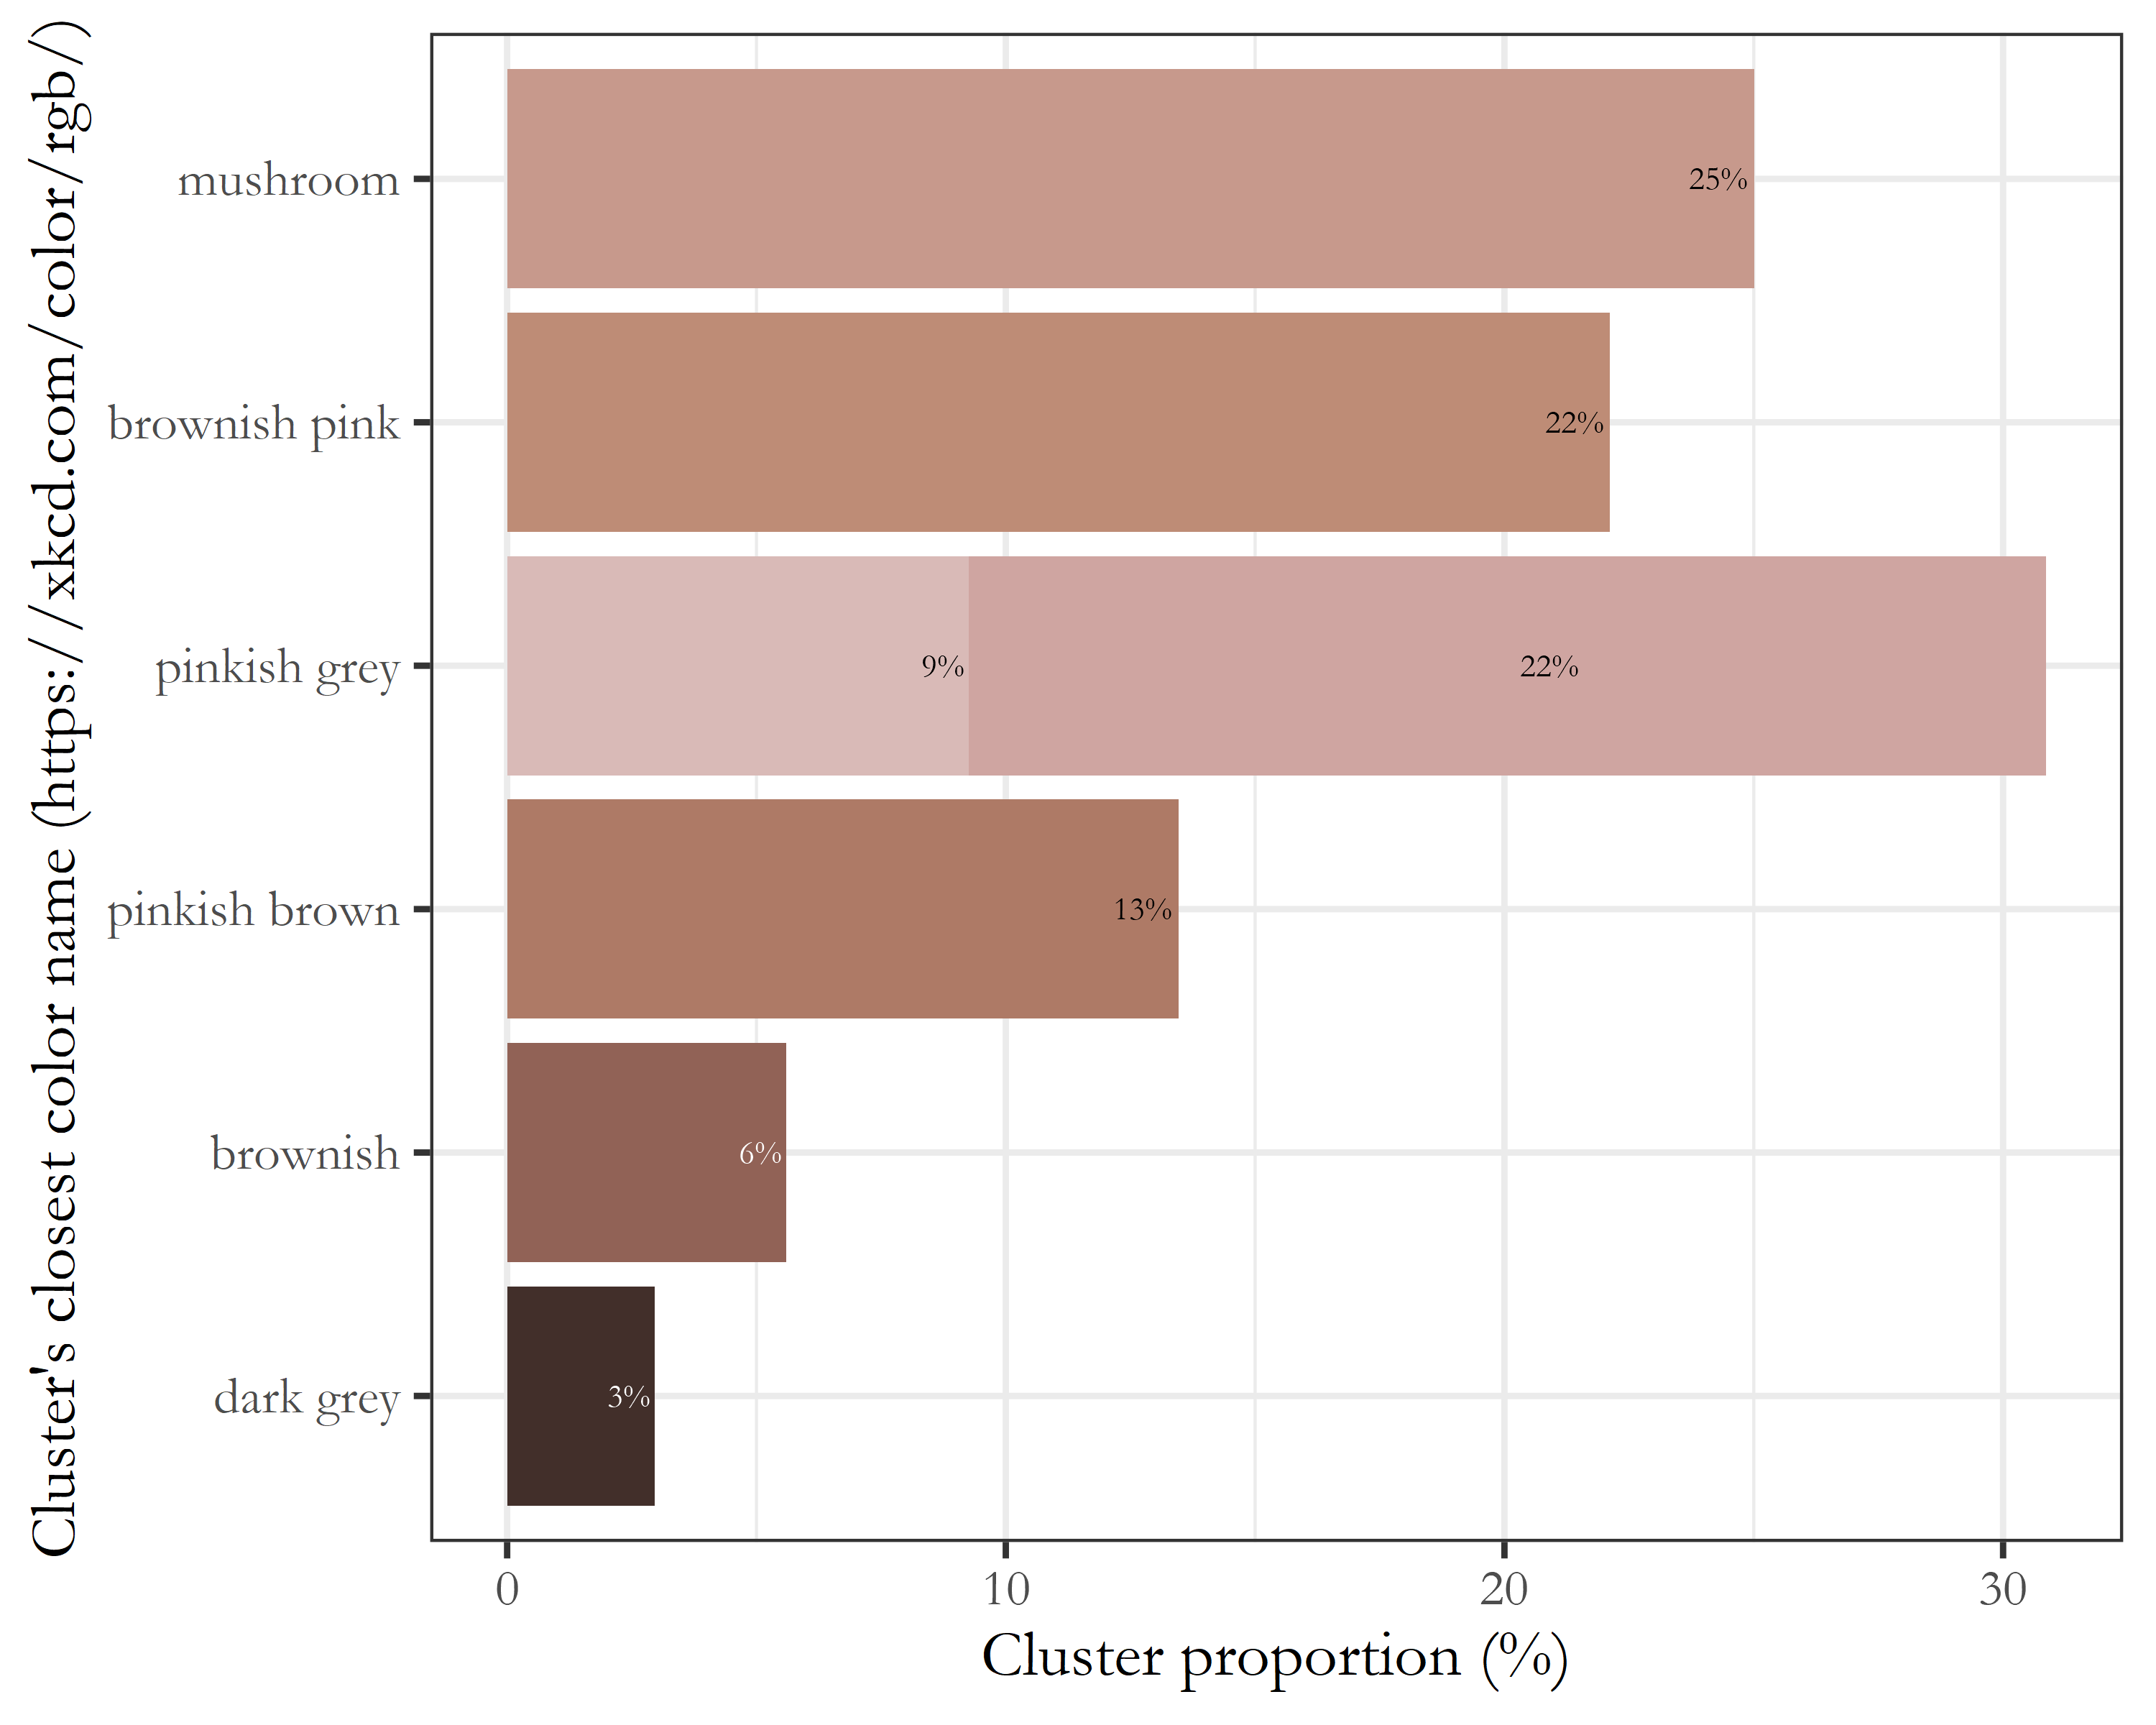 Cluster's closest color name (https://xkcd.com/color/rgb/)
mushroom
25%
brownish pink
22%
pinkish grey
9%
22%
pinkish brown
13%
brownish
6%
dark grey
3%
0
10
20
30
Cluster proportion (%)